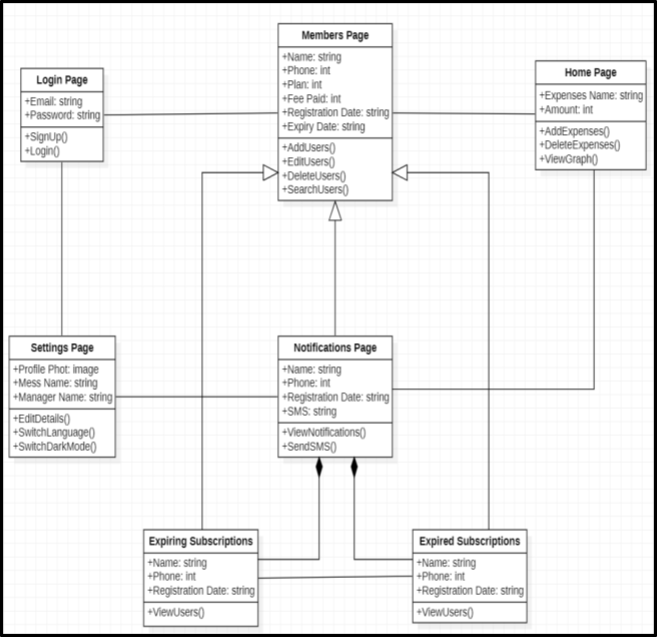 Members Page
+Name: string
+Phone: int
+Plan: int
+Fee Paid: int
+Registration Date: string
+Expiry Date: string
+AddUsers()
+EditUsers()
+DeleteUsers()
+SearchUsers()
Login Page
+Email: string
+Password: string
+SignUp()
+Login()
Home Page
+Expenses Name: string
+Amount: int
+AddExpenses()
+DeleteExpenses()
+ViewGraph()
Settings Page
+Profile Phot: image
+Mess Name: string
+Manager Name: string
+EditDetails()
+SwitchLanguage()
+SwitchDarkMode()
Notifications Page
+Name: string
+Phone: int
+Registration Date: string
+SMS: string
+ViewNotifications()
+SendSMS()
Expiring Subscriptions
+Name: string
+Phone: int
+Registration Date: string
+ViewUsers()
Expired Subscriptions
+Name: string
+Phone: int
+Registration Date: string
+ViewUsers()